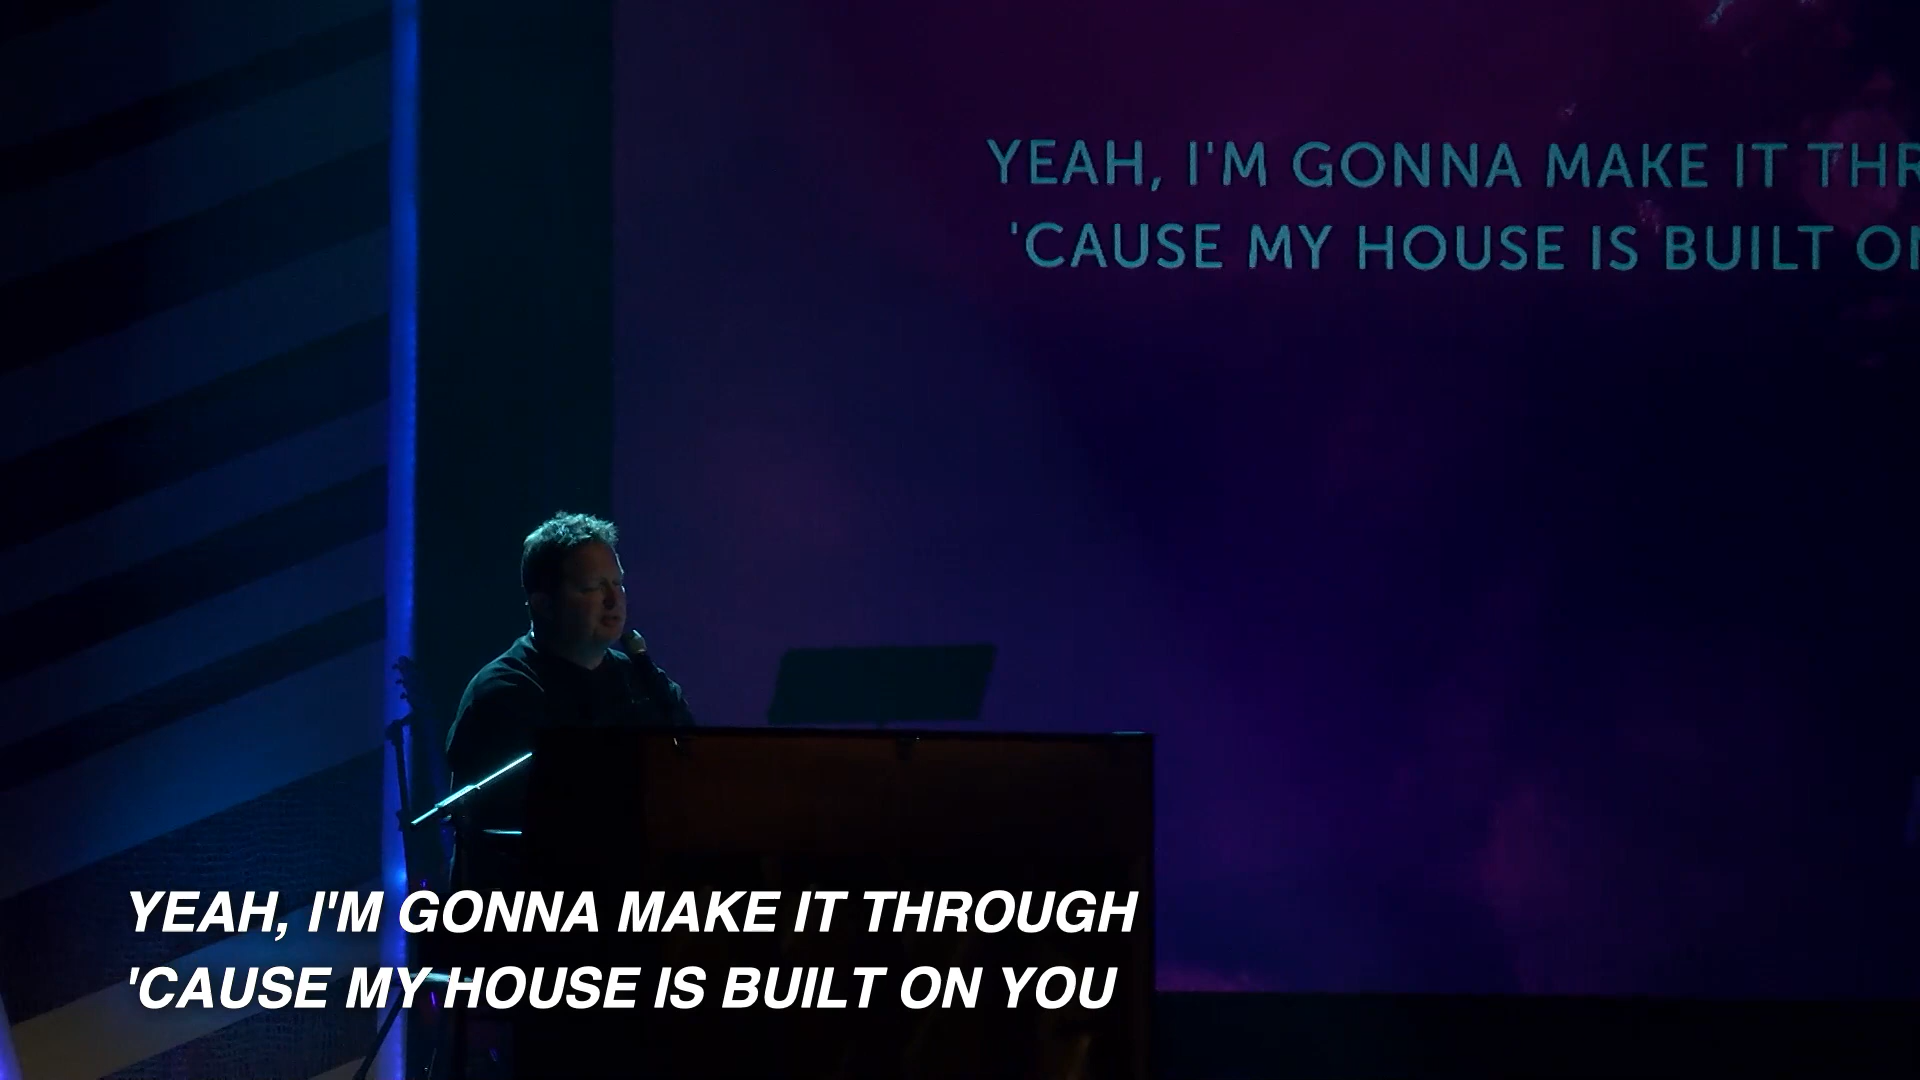 YEAH, I'M GONNA MAKE IT THR
'CAUSE MY HOUSE IS BUILT ON
YEAH, I'M GONNA MAKE IT THROUGH
'CAUSE MY HOUSE IS BUILT ON YOU